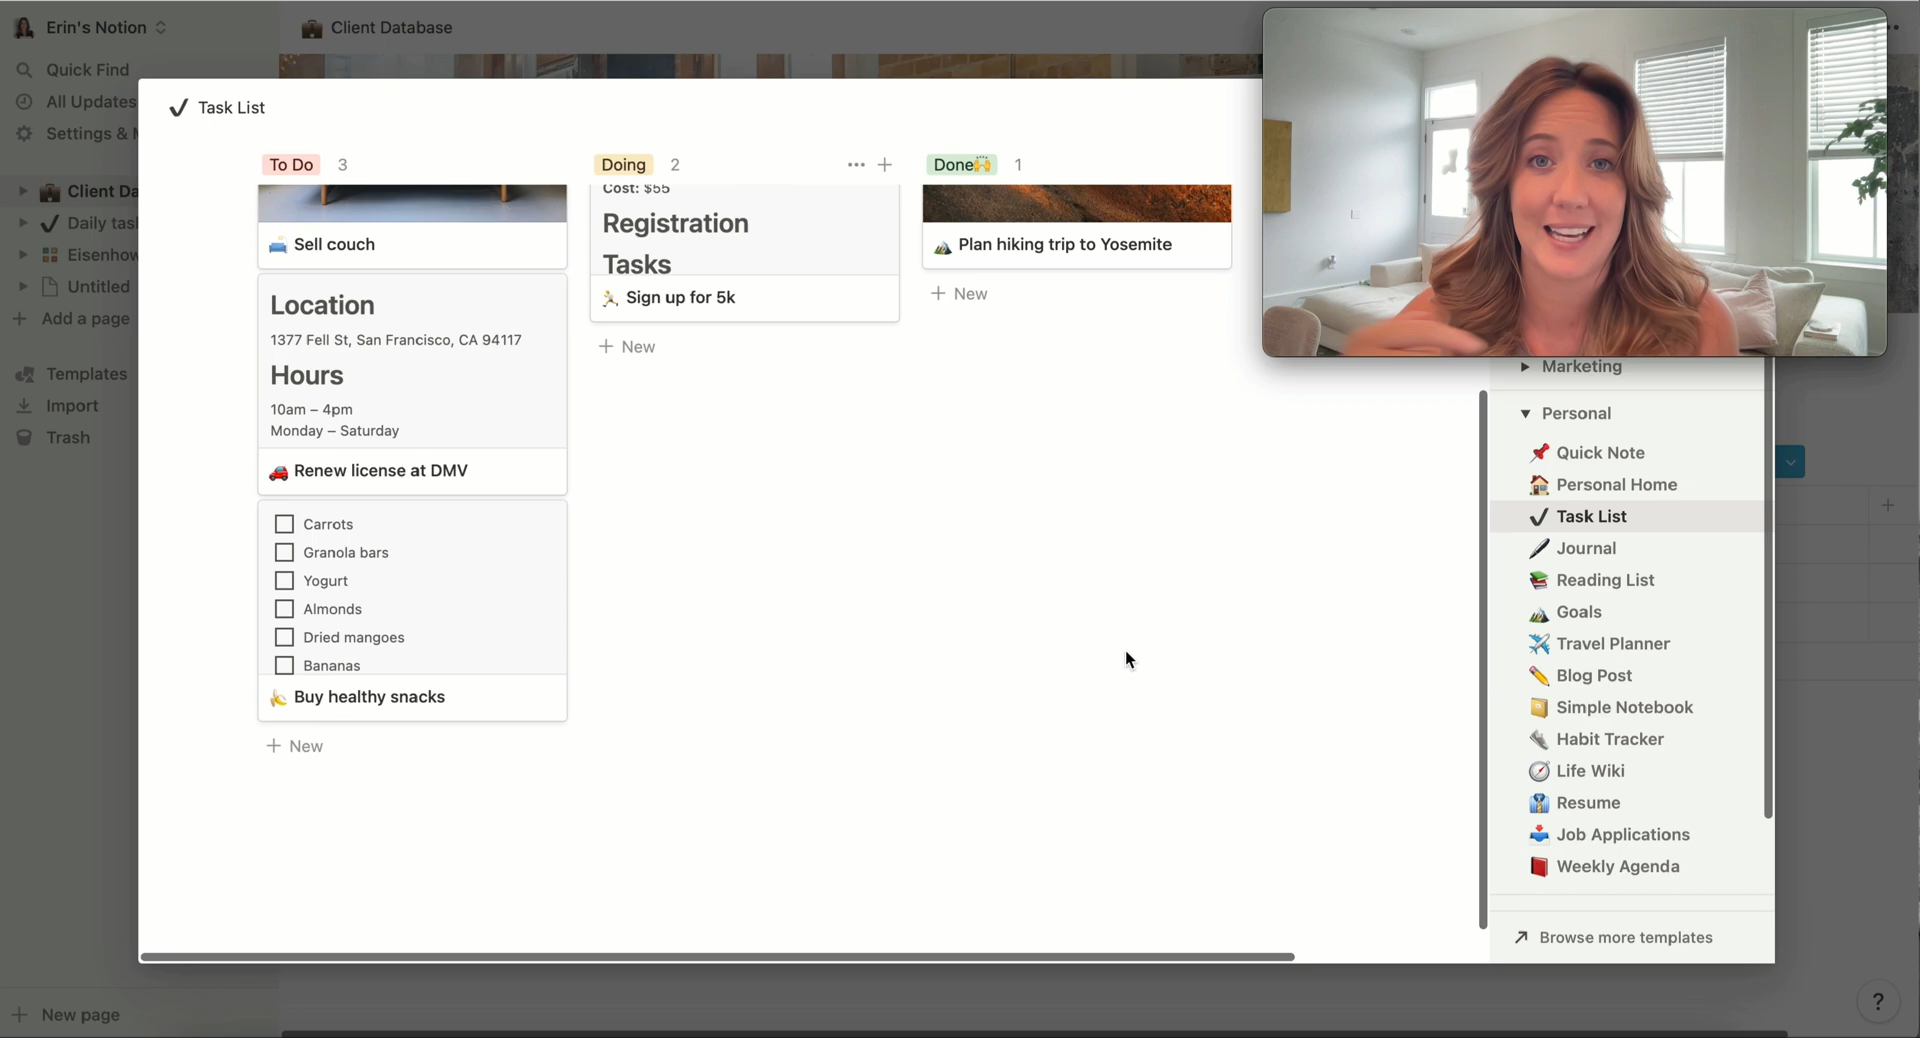 Erin's Notion
Client Database
Quick Find
All Updates
Settings & M
Client Da
Daily task
Eisenhow
Untitled
Add a page
Templates
Import
Trash
New page
Task List
To Do 3
Sell couch
Location
1377 Fell St, San Francisco, CA 94117
Hours
10am – 4pm
Monday – Saturday
Renew license at DMV
Carrots
Granola bars
Yogurt
Almonds
Dried mangoes
Bananas
Buy healthy snacks
New
Doing 2
Cost: $55
Registration
Tasks
Sign up for 5k
New
Done 1
Plan hiking trip to Yosemite
New
Marketing
Personal
Quick Note
Personal Home
Task List
Journal
Reading List
Goals
Travel Planner
Blog Post
Simple Notebook
Habit Tracker
Life Wiki
Resume
Job Applications
Weekly Agenda
Browse more templates
?